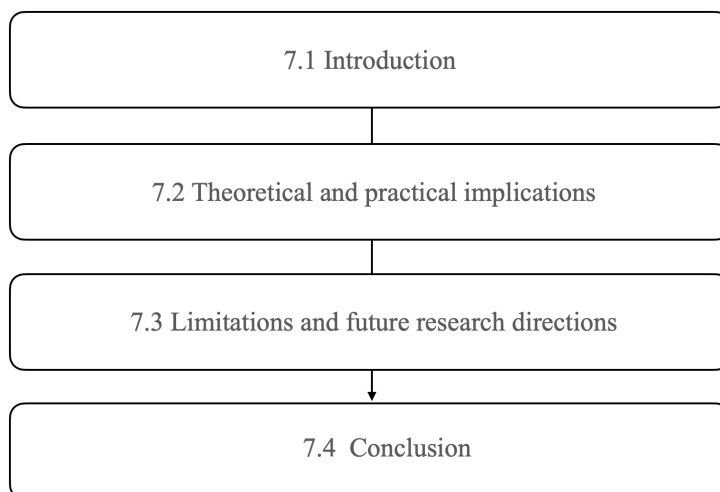 7.1 Introduction
7.2 Theoretical and practical implications
7.3 Limitations and future research directions
7.4  Conclusion